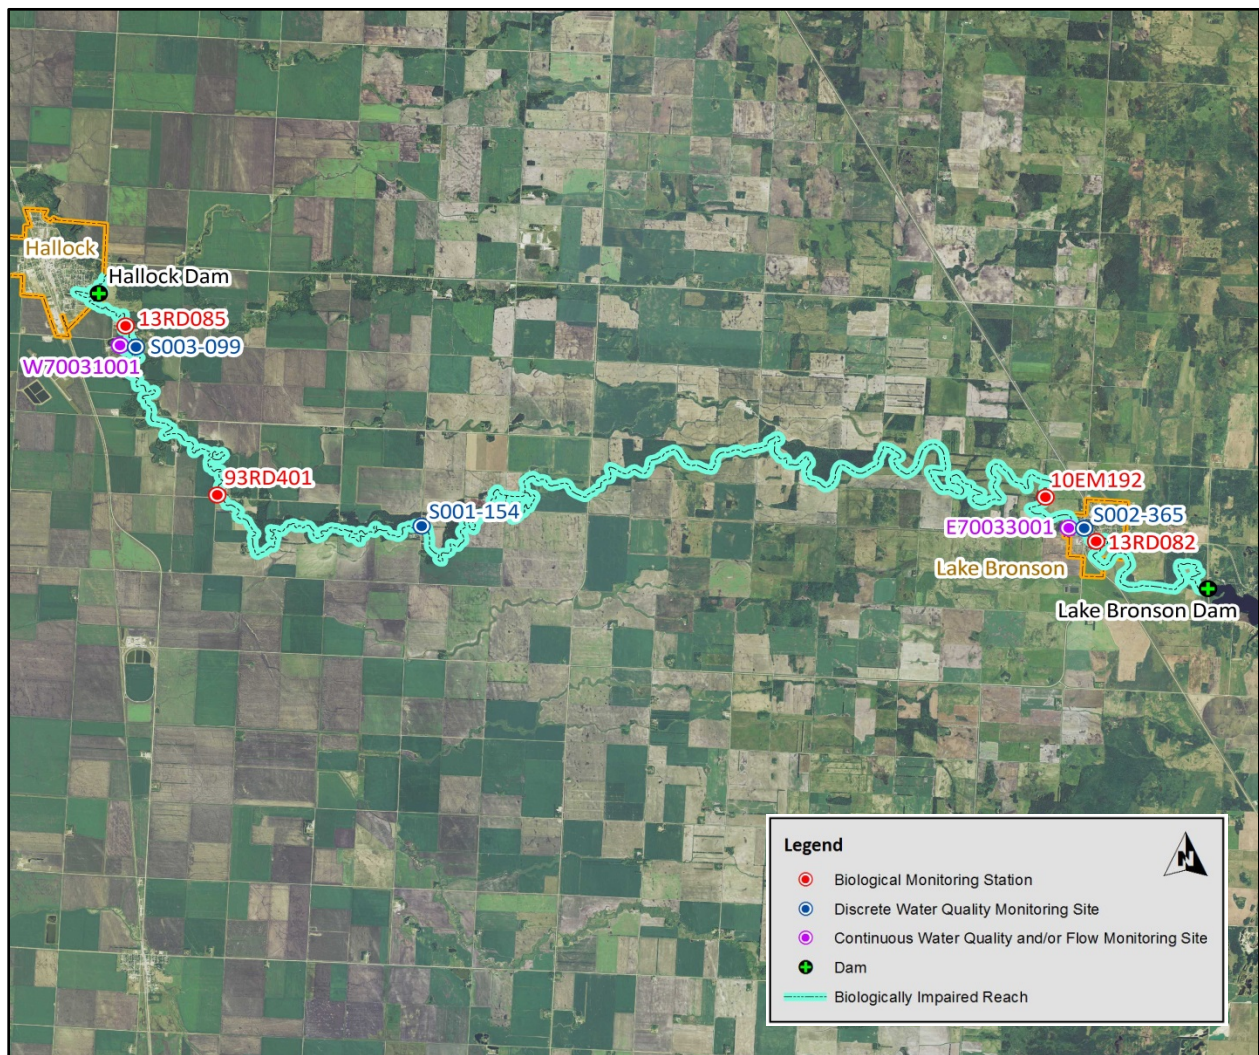 Hallock
Hallock Dam
13RD085
S003-099
W70031001
93RD401
S001-154
10EM192
S002-365
E70033001
13RD082
Lake Bronson
Lake Bronson Dam
Legend
N
Biological Monitoring Station
Discrete Water Quality Monitoring Site
Continuous Water Quality and/or Flow Monitoring Site
Dam
Biologically Impaired Reach